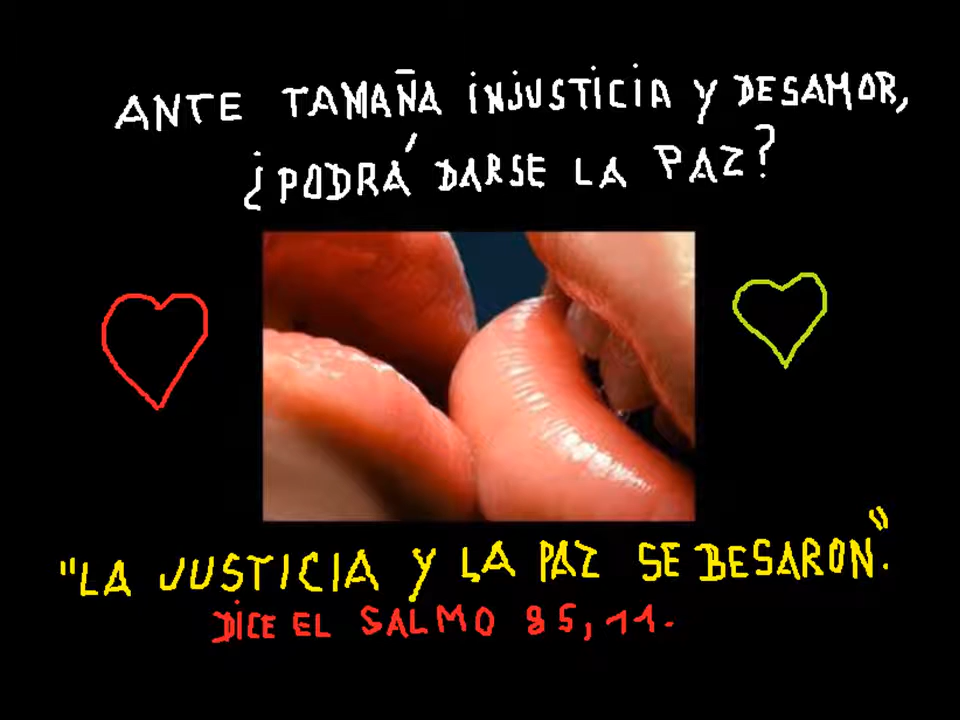 ANTE TAMAÑA INJUSTICIA Y DESAMOR,
¿PODRÁ DARSE LA PAZ?
"LA JUSTICIA Y LA PAZ SE BESARON."
DICE EL SALMO 85, 11.